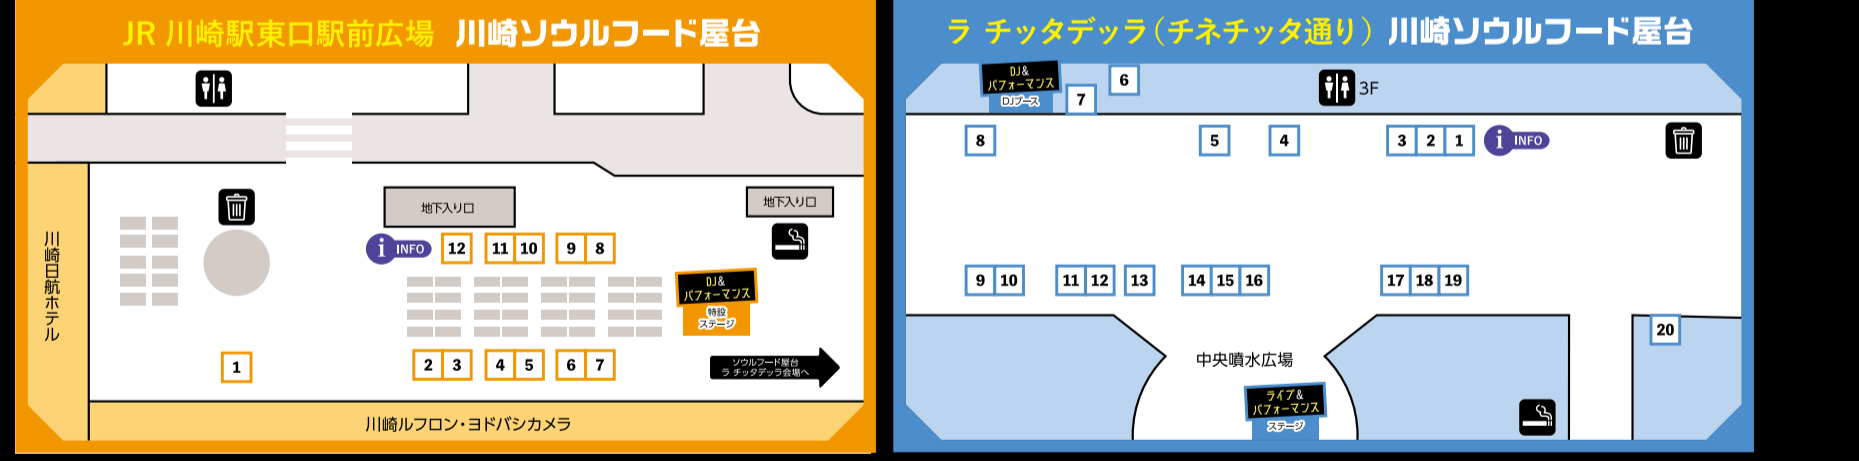 JR 川崎駅東口駅前広場 川崎ソウルフード屋台
地下入り口
地下入り口
i INFO
12
11 10
9 8
DJ&
パフォーマンス
特設
ステージ
川崎日航ホテル
1
2 3
4 5
6 7
ソウルフード屋台
ラ チッタデッラ会場へ
川崎ルフロン・ヨドバシカメラ
ラ チッタデッラ（チネチッタ通り） 川崎ソウルフード屋台
DJ&
パフォーマンス
DJブース
7
6
3F
8
5
4
3 2 1
i INFO
9 10
11 12
13
14 15 16
17 18 19
20
中央噴水広場
ライブ&
パフォーマンス
ステージ